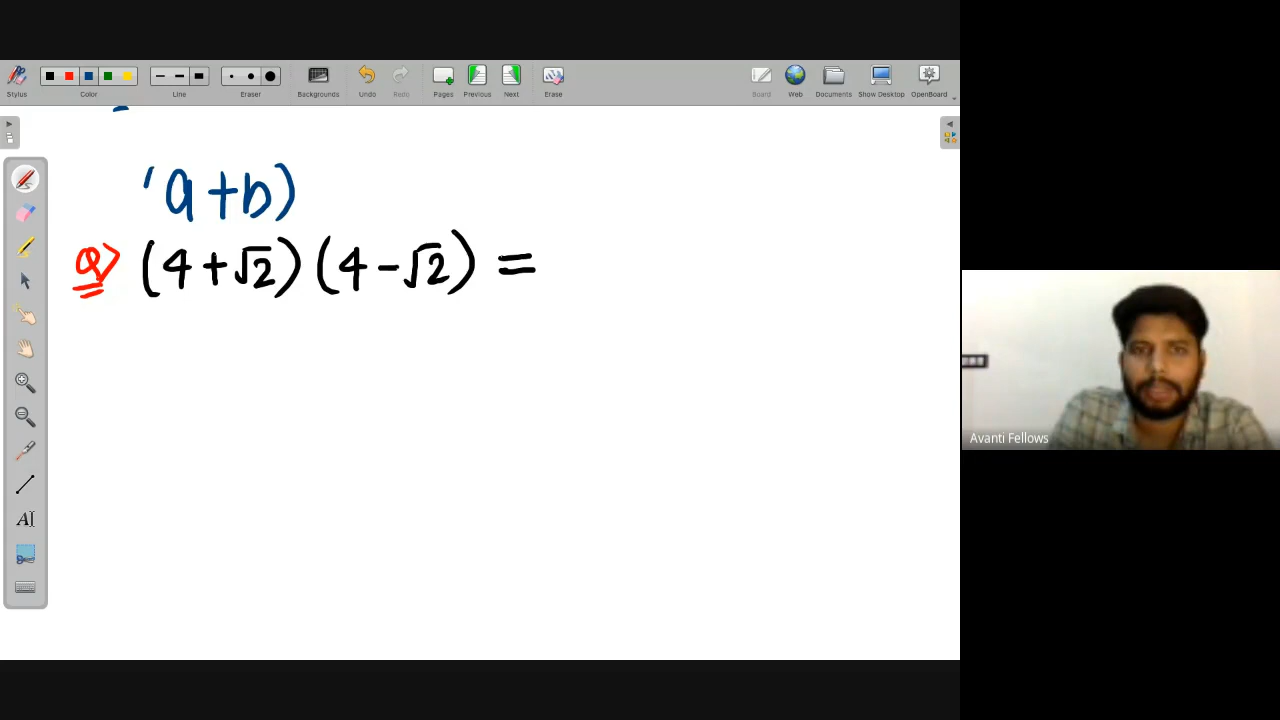 Stylus Color Line Eraser Backgrounds Undo Redo Pages Previous Next Erase Board Web Documents Show Desktop OpenBoard
a+b)
Q) (4+√2)(4-√2) =
Avanti Fellows